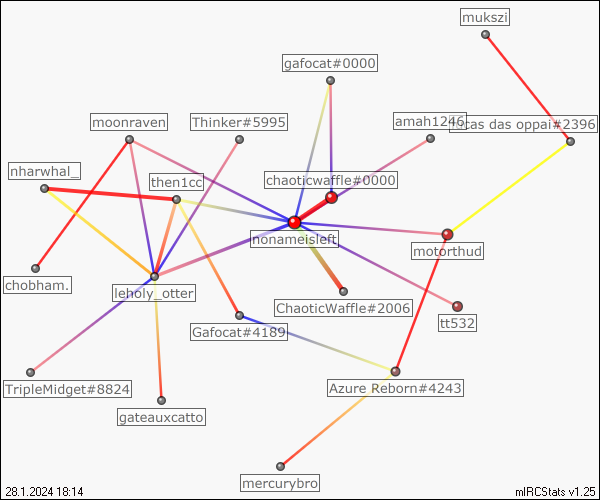 mukszi
gafocat#0000
moonraven
Thinker#5995
amah1246
cas das oppai#2396
nharwhal_
then1cc
chaoticwaffle#0000
nonameisleft
motorthud
chobham.
leholy_otter
ChaoticWaffle#2006
tt532
Gafocat#4189
TripleMidget#8824
Azure Reborn#4243
gateauxcatto
mercurybro
28.1.2024 18:14
mIRCStats v1.25